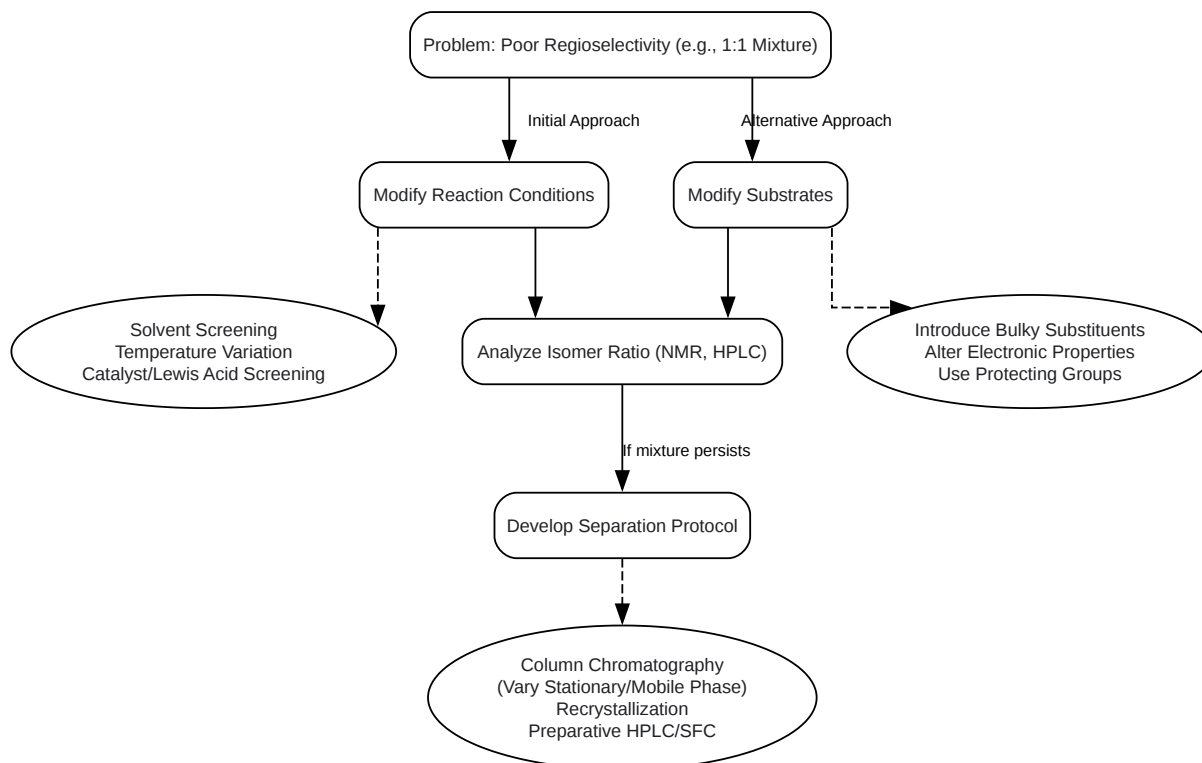 Problem: Poor Regioselectivity (e.g., 1:1 Mixture)
Initial Approach
Alternative Approach
Modify Reaction Conditions
Modify Substrates
Solvent Screening
Temperature Variation
Catalyst/Lewis Acid Screening
Analyze Isomer Ratio (NMR, HPLC)
Introduce Bulky Substituents
Alter Electronic Properties
Use Protecting Groups
If mixture persists
Develop Separation Protocol
Column Chromatography
(Vary Stationary/Mobile Phase)
Recrystallization
Preparative HPLC/SFC